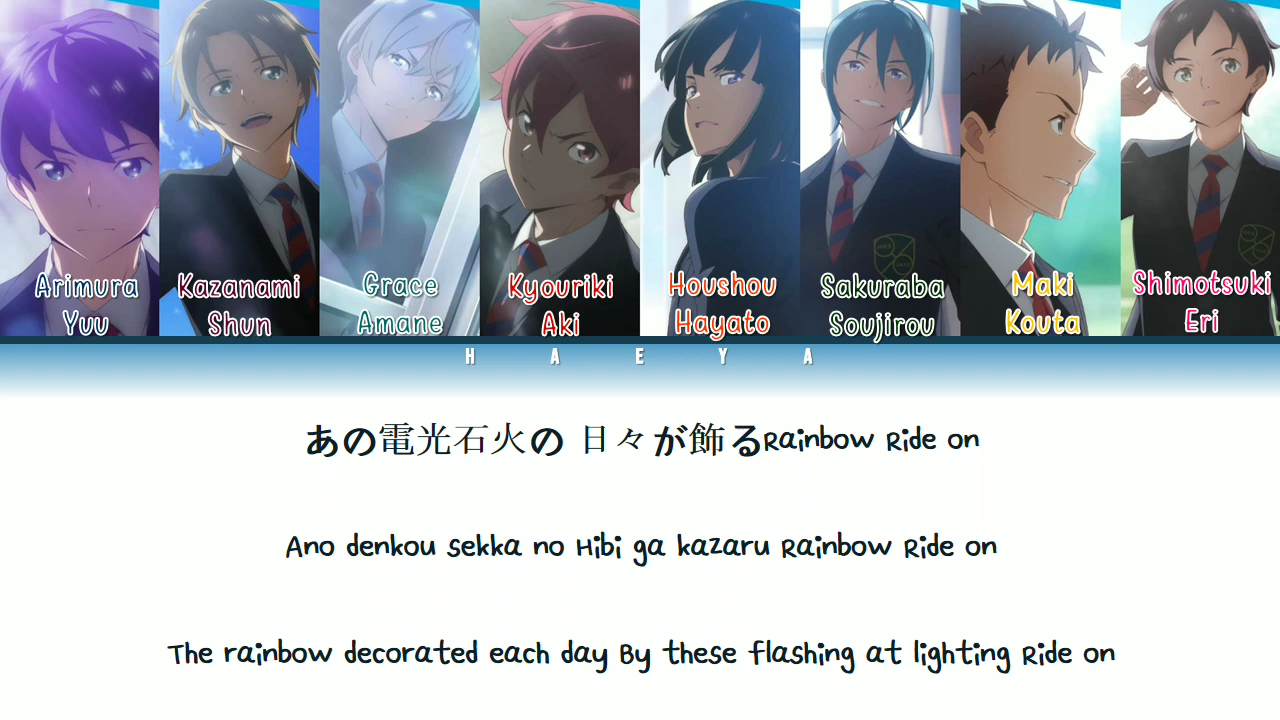 Arimura
Yuu
Kazanami
Shun
Grace
Amane
Kyouriki
Aki
Houshou
Hayato
Sakuraba
Soujirou
Maki
Kouta
Shimotsuki
Eri
H A E Y A
あの電光石火の 日々が飾るRainbow Ride on
Ano denkou sekka no Hibi ga kazaru Rainbow Ride on
The rainbow decorated each day By these flashing at lighting Ride on